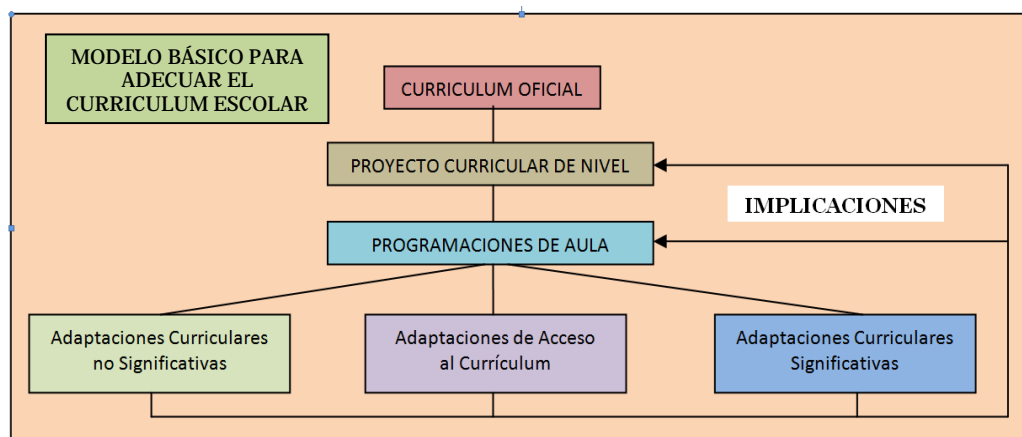 MODELO BÁSICO PARA
ADECUAR EL
CURRICULUM ESCOLAR
CURRICULUM OFICIAL
PROYECTO CURRICULAR DE NIVEL
IMPLICACIONES
PROGRAMACIONES DE AULA
Adaptaciones Curriculares
no Significativas
Adaptaciones de Acceso
al Currículum
Adaptaciones Curriculares
Significativas